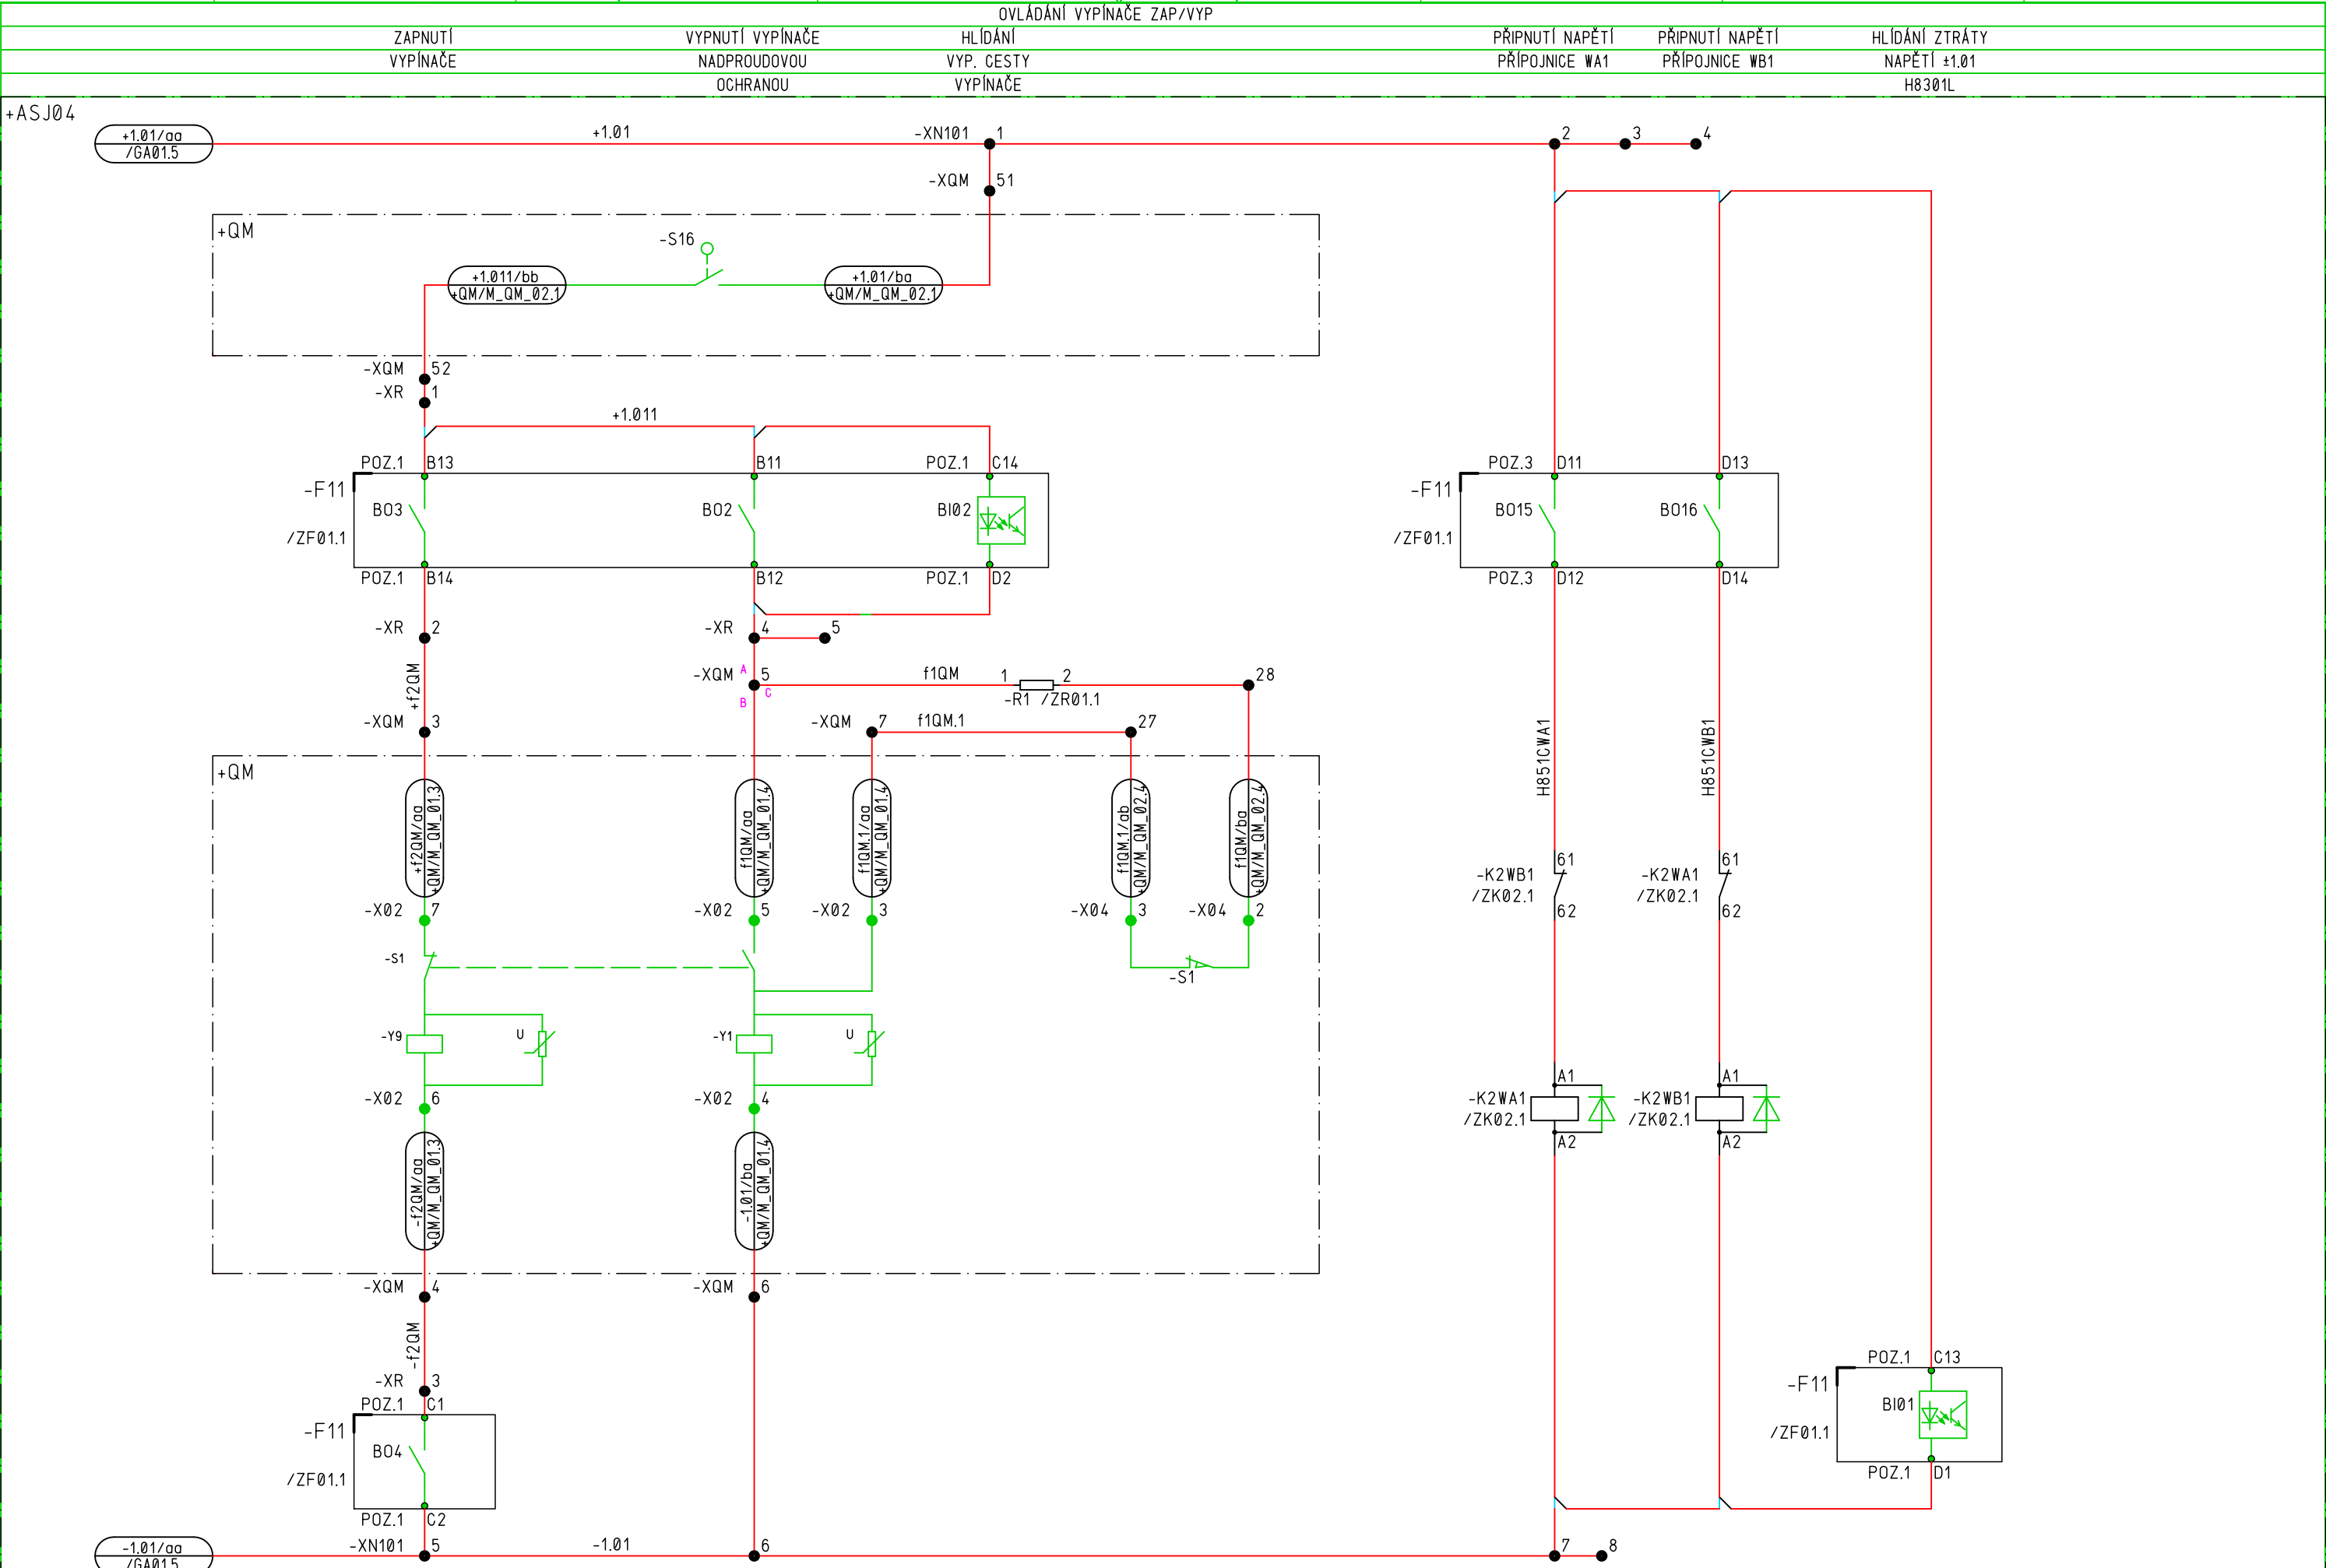 OVLÁDÁNÍ VYPÍNAČE ZAP/VYP
ZAPNUTÍ VYPNUTÍ VYPÍNAČE HLÍDÁNÍ PŘIPNUTÍ NAPĚTÍ PŘIPNUTÍ NAPĚTÍ HLÍDÁNÍ ZTRÁTY
VYPÍNAČE NADPROUDOVOU VYP. CESTY PŘÍPOJNICE WA1 PŘÍPOJNICE WB1 NAPĚTÍ ±1.01
OCHRANOU VYPÍNAČE H8301L
+ASJ04
+1.01/aa
/GA01.5
+1.01
-XN101 1 2 3 4
-XQM 51
+QM
-S16
+1.011/bb
+QM/M_QM_02.1
+1.01/ba
+QM/M_QM_02.1
-XQM 52
-XR 1
+1.011
POZ.1 B13 B11 POZ.1 C14 POZ.3 D11 D13
-F11 -F11
BO3 BO2 BI02 BO15 BO16
/ZF01.1 /ZF01.1
POZ.1 B14 B12 POZ.1 D2 POZ.3 D12 D14
-XR 2 -XR 4 5
+f2QM
-XQM A 5 f1QM 1 2 28
B C -R1 /ZR01.1
-XQM 3 -XQM 7 f1QM.1 27
H851CWA1
H851CWB1
+QM
+f2QM/aa
+QM/M_QM_01.3
f1QM/aa
+QM/M_QM_01.4
f1QM.1/aa
+QM/M_QM_01.4
f1QM.1/ab
+QM/M_QM_02.4
f1QM/ba
+QM/M_QM_02.4
61 61
-K2WB1 -K2WA1
/ZK02.1 /ZK02.1
62 62
-X02 7 -X02 5 -X02 3 -X04 3 -X04 2
-S1
-S1
-Y9 U -Y1 U
A1 A1
-K2WA1 -K2WB1
/ZK02.1 /ZK02.1
A2 A2
-X02 6 -X02 4
-f2QM/aa
+QM/M_QM_01.3
-1.01/ba
+QM/M_QM_01.4
-XQM 4 -XQM 6
-f2QM
-XR 3
POZ.1 C13
-F11
BI01
/ZF01.1
POZ.1 D1
POZ.1 C1
-F11
BO4
/ZF01.1
POZ.1 C2
-1.01/aa
/GA01.5
-XN101 5 -1.01 6 7 8